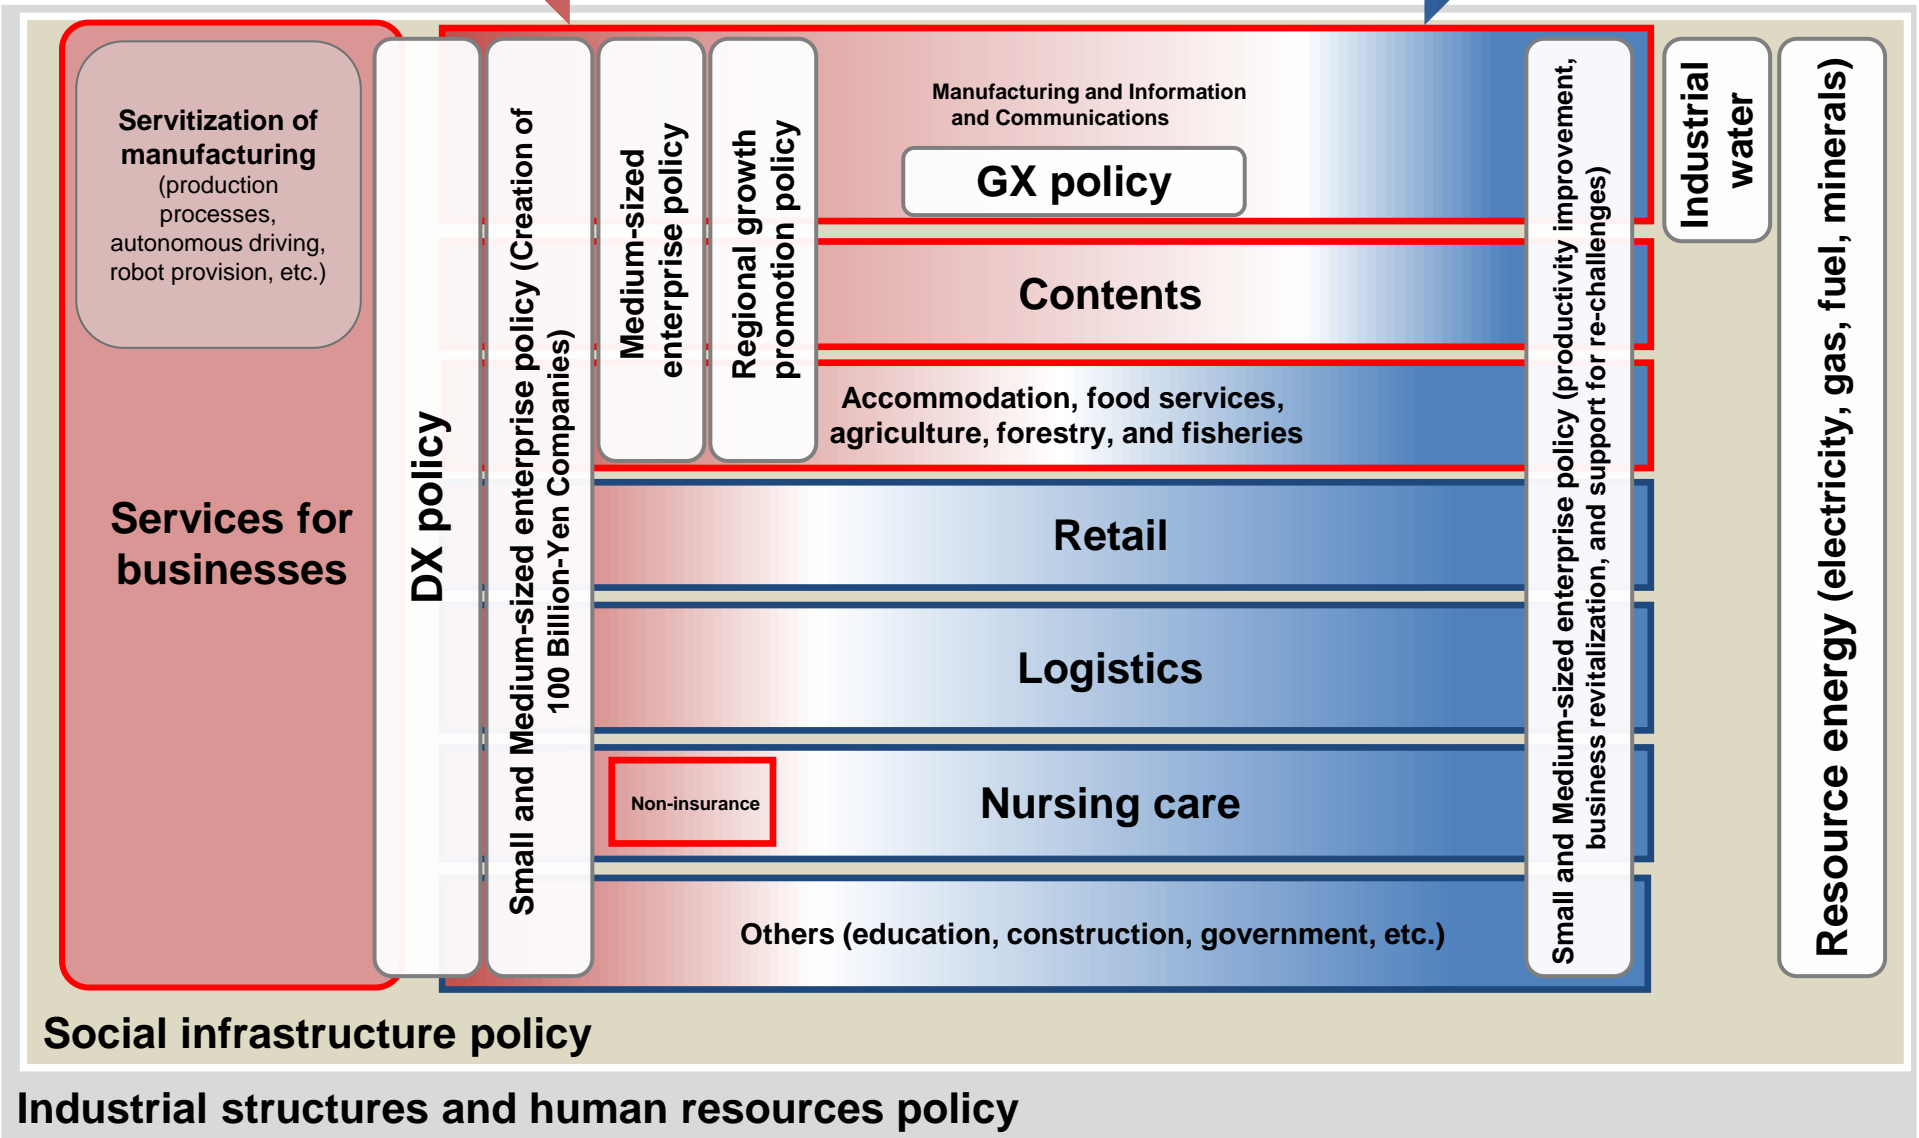 Servitization of
manufacturing
(production
processes,
autonomous driving,
robot provision, etc.)
Services for
businesses
DX policy
Small and Medium-sized enterprise policy (Creation of
100 Billion-Yen Companies)
Medium-sized
enterprise policy
Regional growth
promotion policy
Manufacturing and Information
and Communications
GX policy
Contents
Accommodation, food services,
agriculture, forestry, and fisheries
Retail
Logistics
Non-insurance
Nursing care
Others (education, construction, government, etc.)
Small and Medium-sized enterprise policy (productivity improvement,
business revitalization, and support for re-challenges)
Industrial
water
Resource energy (electricity, gas, fuel, minerals)
Social infrastructure policy
Industrial structures and human resources policy